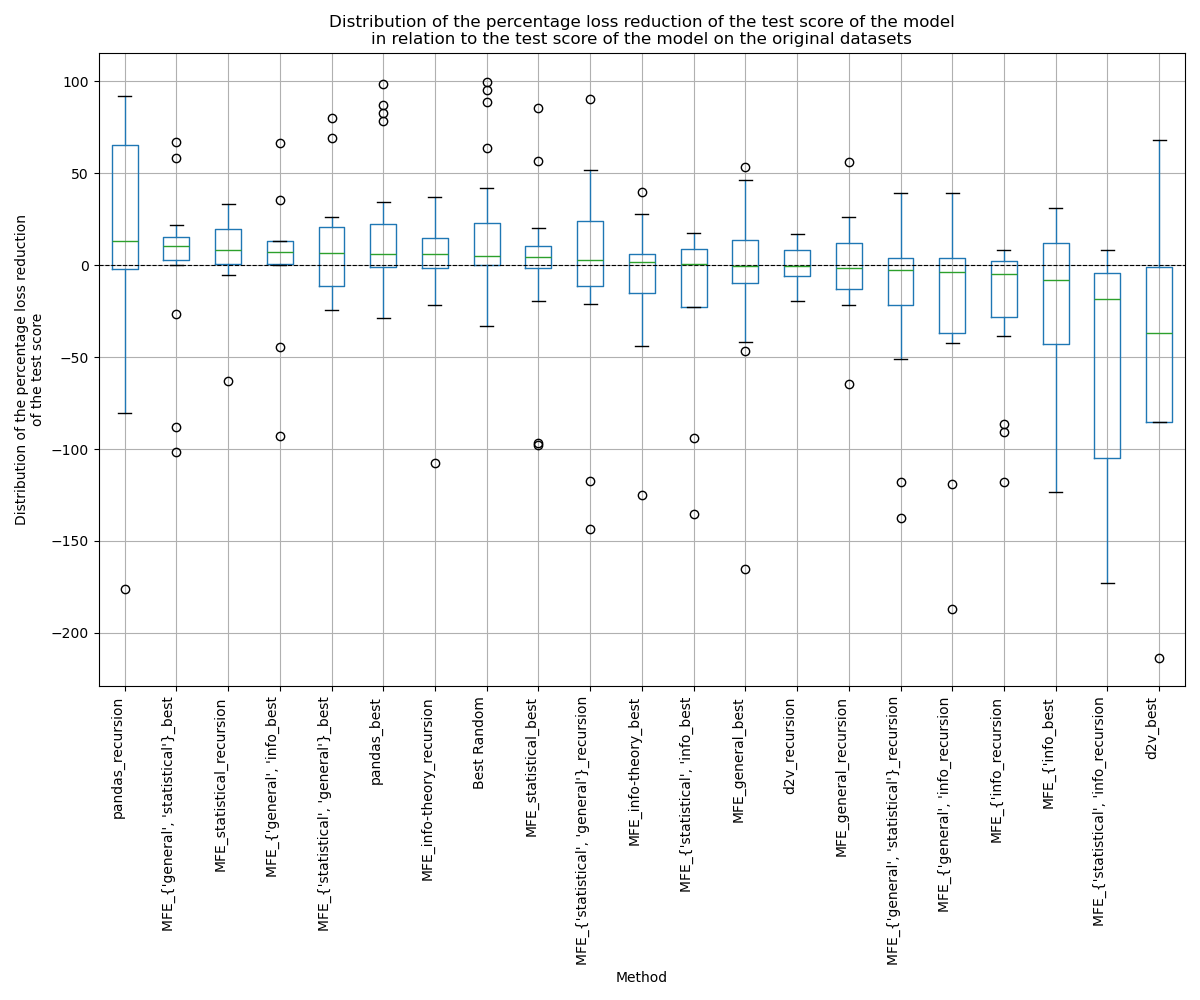 Distribution of the percentage loss reduction of the test score of the model
in relation to the test score of the model on the original datasets
Distribution of the percentage loss reduction
of the test score
100
50
0
−50
−100
−150
−200
pandas_recursion
MFE_{'general', 'statistical'}_best
MFE_statistical_recursion
MFE_{'general', 'info_best
MFE_{'statistical', 'general'}_best
pandas_best
MFE_info-theory_recursion
Best Random
MFE_statistical_best
MFE_{'statistical', 'general'}_recursion
MFE_info-theory_best
MFE_{'statistical', 'info_best
MFE_general_best
d2v_recursion
MFE_general_recursion
MFE_{'general', 'statistical'}_recursion
MFE_{'general', 'info_recursion
MFE_{'info_recursion
MFE_{'info_best
MFE_{'statistical', 'info_recursion
d2v_best
Method